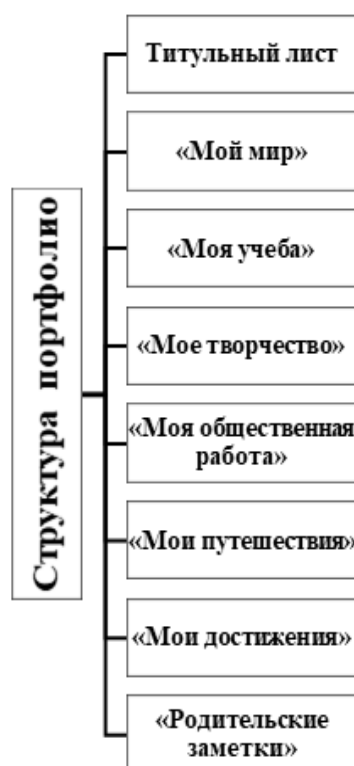 Структура портфолио
Титульный лист
«Мой мир»
«Моя учеба»
«Мое творчество»
«Моя общественная
работа»
«Мои путешествия»
«Мои достижения»
«Родительские
заметки»